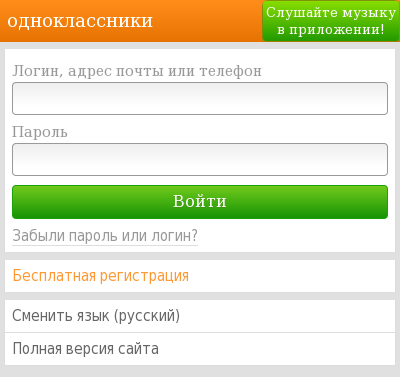 одноклассники
Слушайте музыку
в приложении!
Логин, адрес почты или телефон
Пароль
Войти
Забыли пароль или логин?
Бесплатная регистрация
Сменить язык (русский)
Полная версия сайта